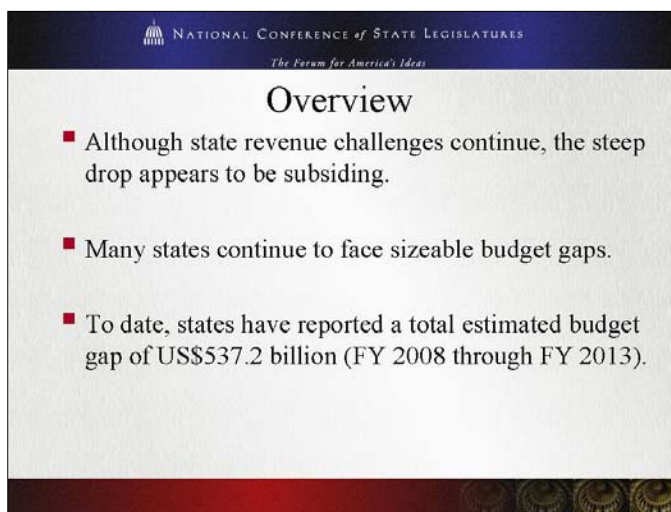 NATIONAL CONFERENCE of STATE LEGISLATURES
The Forum for America's Ideas
Overview
Although state revenue challenges continue, the steep
drop appears to be subsiding.
Many states continue to face sizeable budget gaps.
To date, states have reported a total estimated budget
gap of US$537.2 billion (FY 2008 through FY 2013).